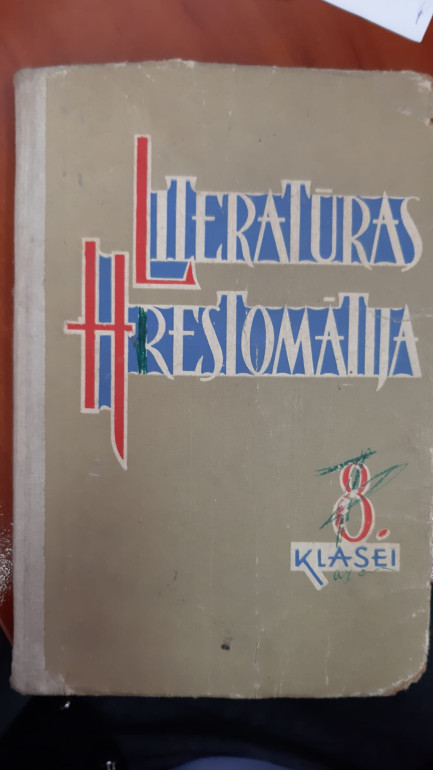 LITERATŪRAS
HRESTOMĀTIJA
8.
KLASEI